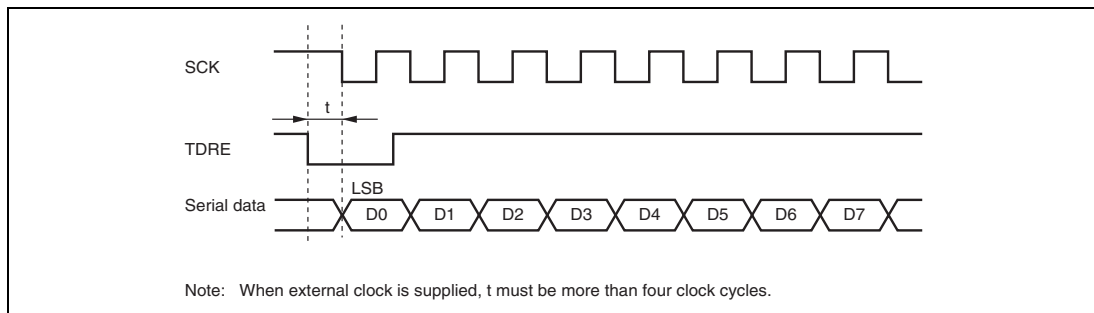 SCK
t
TDRE
LSB
Serial data
D0 D1 D2 D3 D4 D5 D6 D7
Note: When external clock is supplied, t must be more than four clock cycles.